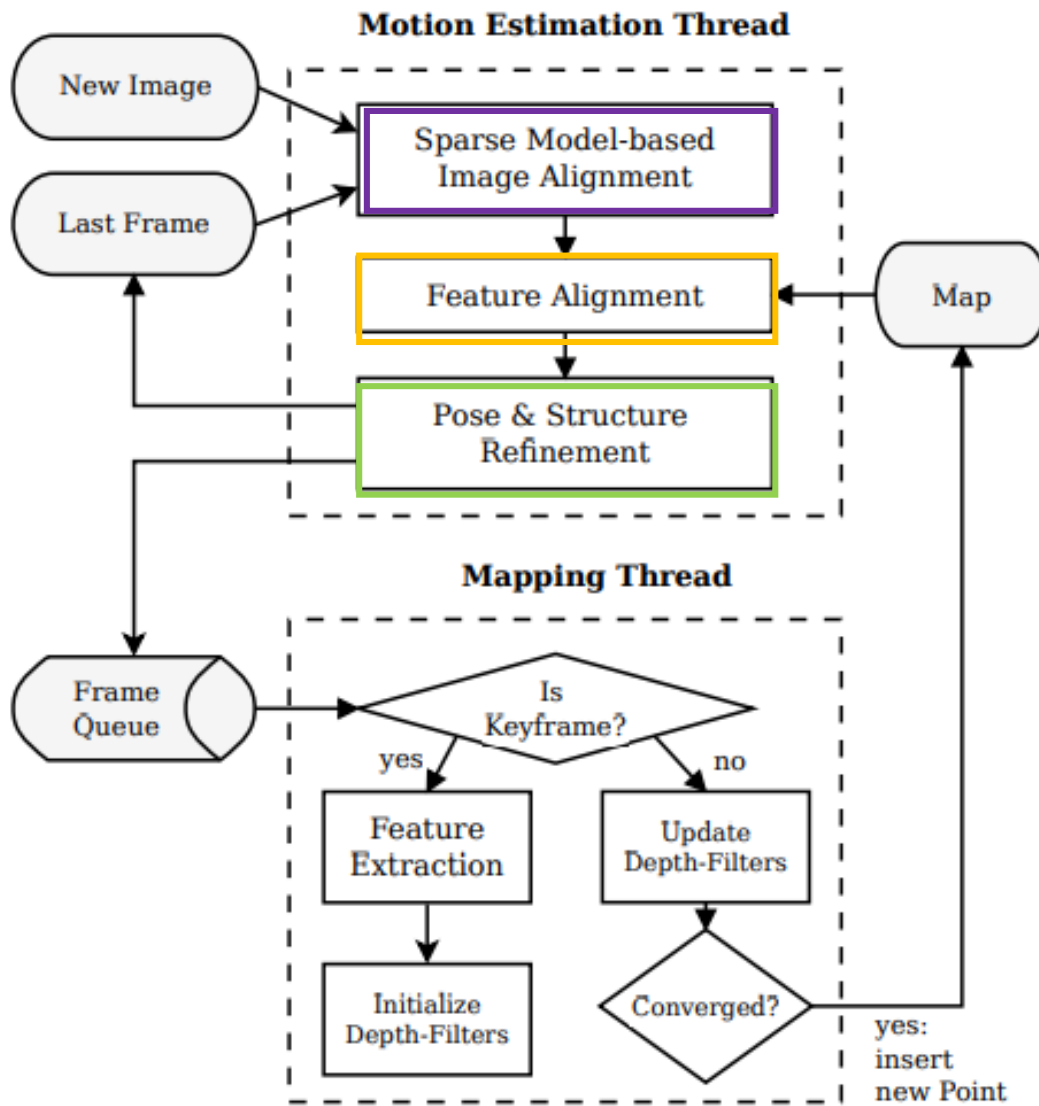 Motion Estimation Thread
New Image
Sparse Model-based
Image Alignment
Last Frame
Feature Alignment
Map
Pose & Structure
Refinement
Mapping Thread
Frame
Queue
Is
Keyframe?
yes
no
Feature
Extraction
Update
Depth-Filters
Initialize
Depth-Filters
Converged?
yes:
insert
new Point